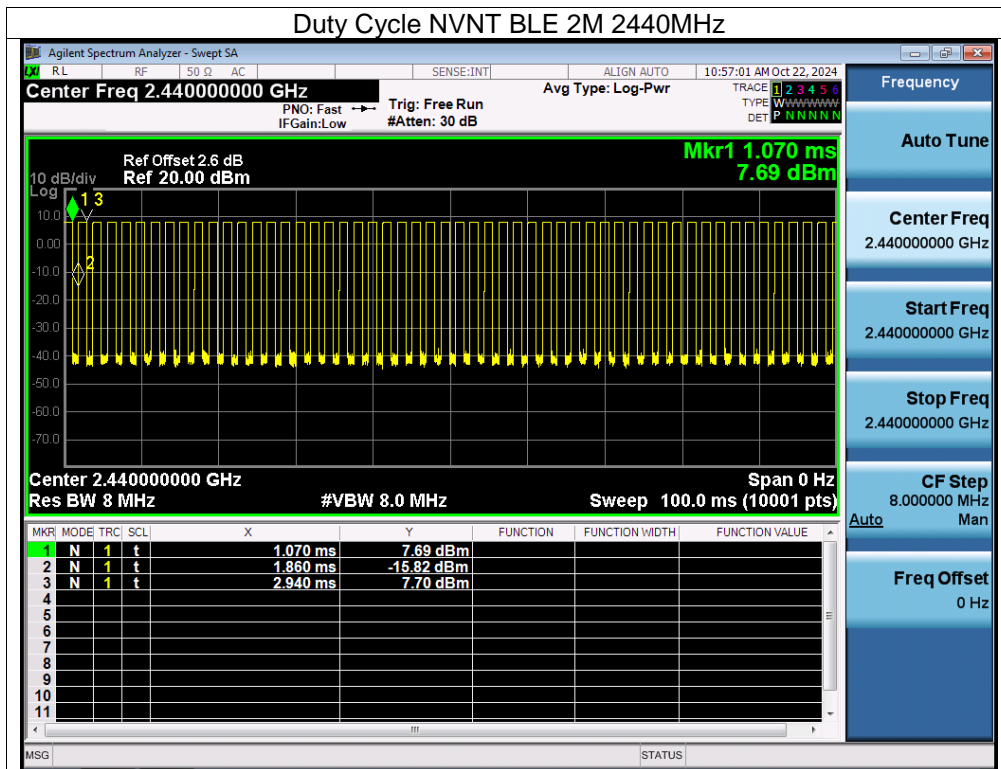 Duty Cycle NVNT BLE 2M 2440MHz
Agilent Spectrum Analyzer - Swept SA
LXI RL RF 50 Ω AC SENSE:INT ALIGN AUTO 10:57:01 AM Oct 22, 2024
Center Freq 2.440000000 GHz Avg Type: Log-Pwr TRACE 1 2 3 4 5 6
PNO: Fast Trig: Free Run TYPE WWWWWW
IFGain:Low #Atten: 30 dB DET P N N N N N
Frequency
Auto Tune
Center Freq
2.440000000 GHz
Start Freq
2.440000000 GHz
Stop Freq
2.440000000 GHz
CF Step
8.000000 MHz
Auto Man
Freq Offset
0 Hz
Mkr1 1.070 ms
7.69 dBm
Ref Offset 2.6 dB
10 dB/div Ref 20.00 dBm
Log
1 3
10.0
0.00
2
-10.0
-20.0
-30.0
-40.0
-50.0
-60.0
-70.0
Center 2.440000000 GHz Span 0 Hz
Res BW 8 MHz #VBW 8.0 MHz Sweep 100.0 ms (10001 pts)
MKR MODE TRC SCL X Y FUNCTION FUNCTION WIDTH FUNCTION VALUE
1 N 1 t 1.070 ms 7.69 dBm
2 N 1 t 1.860 ms -15.82 dBm
3 N 1 t 2.940 ms 7.70 dBm
4
5
6
7
8
9
10
11
MSG STATUS